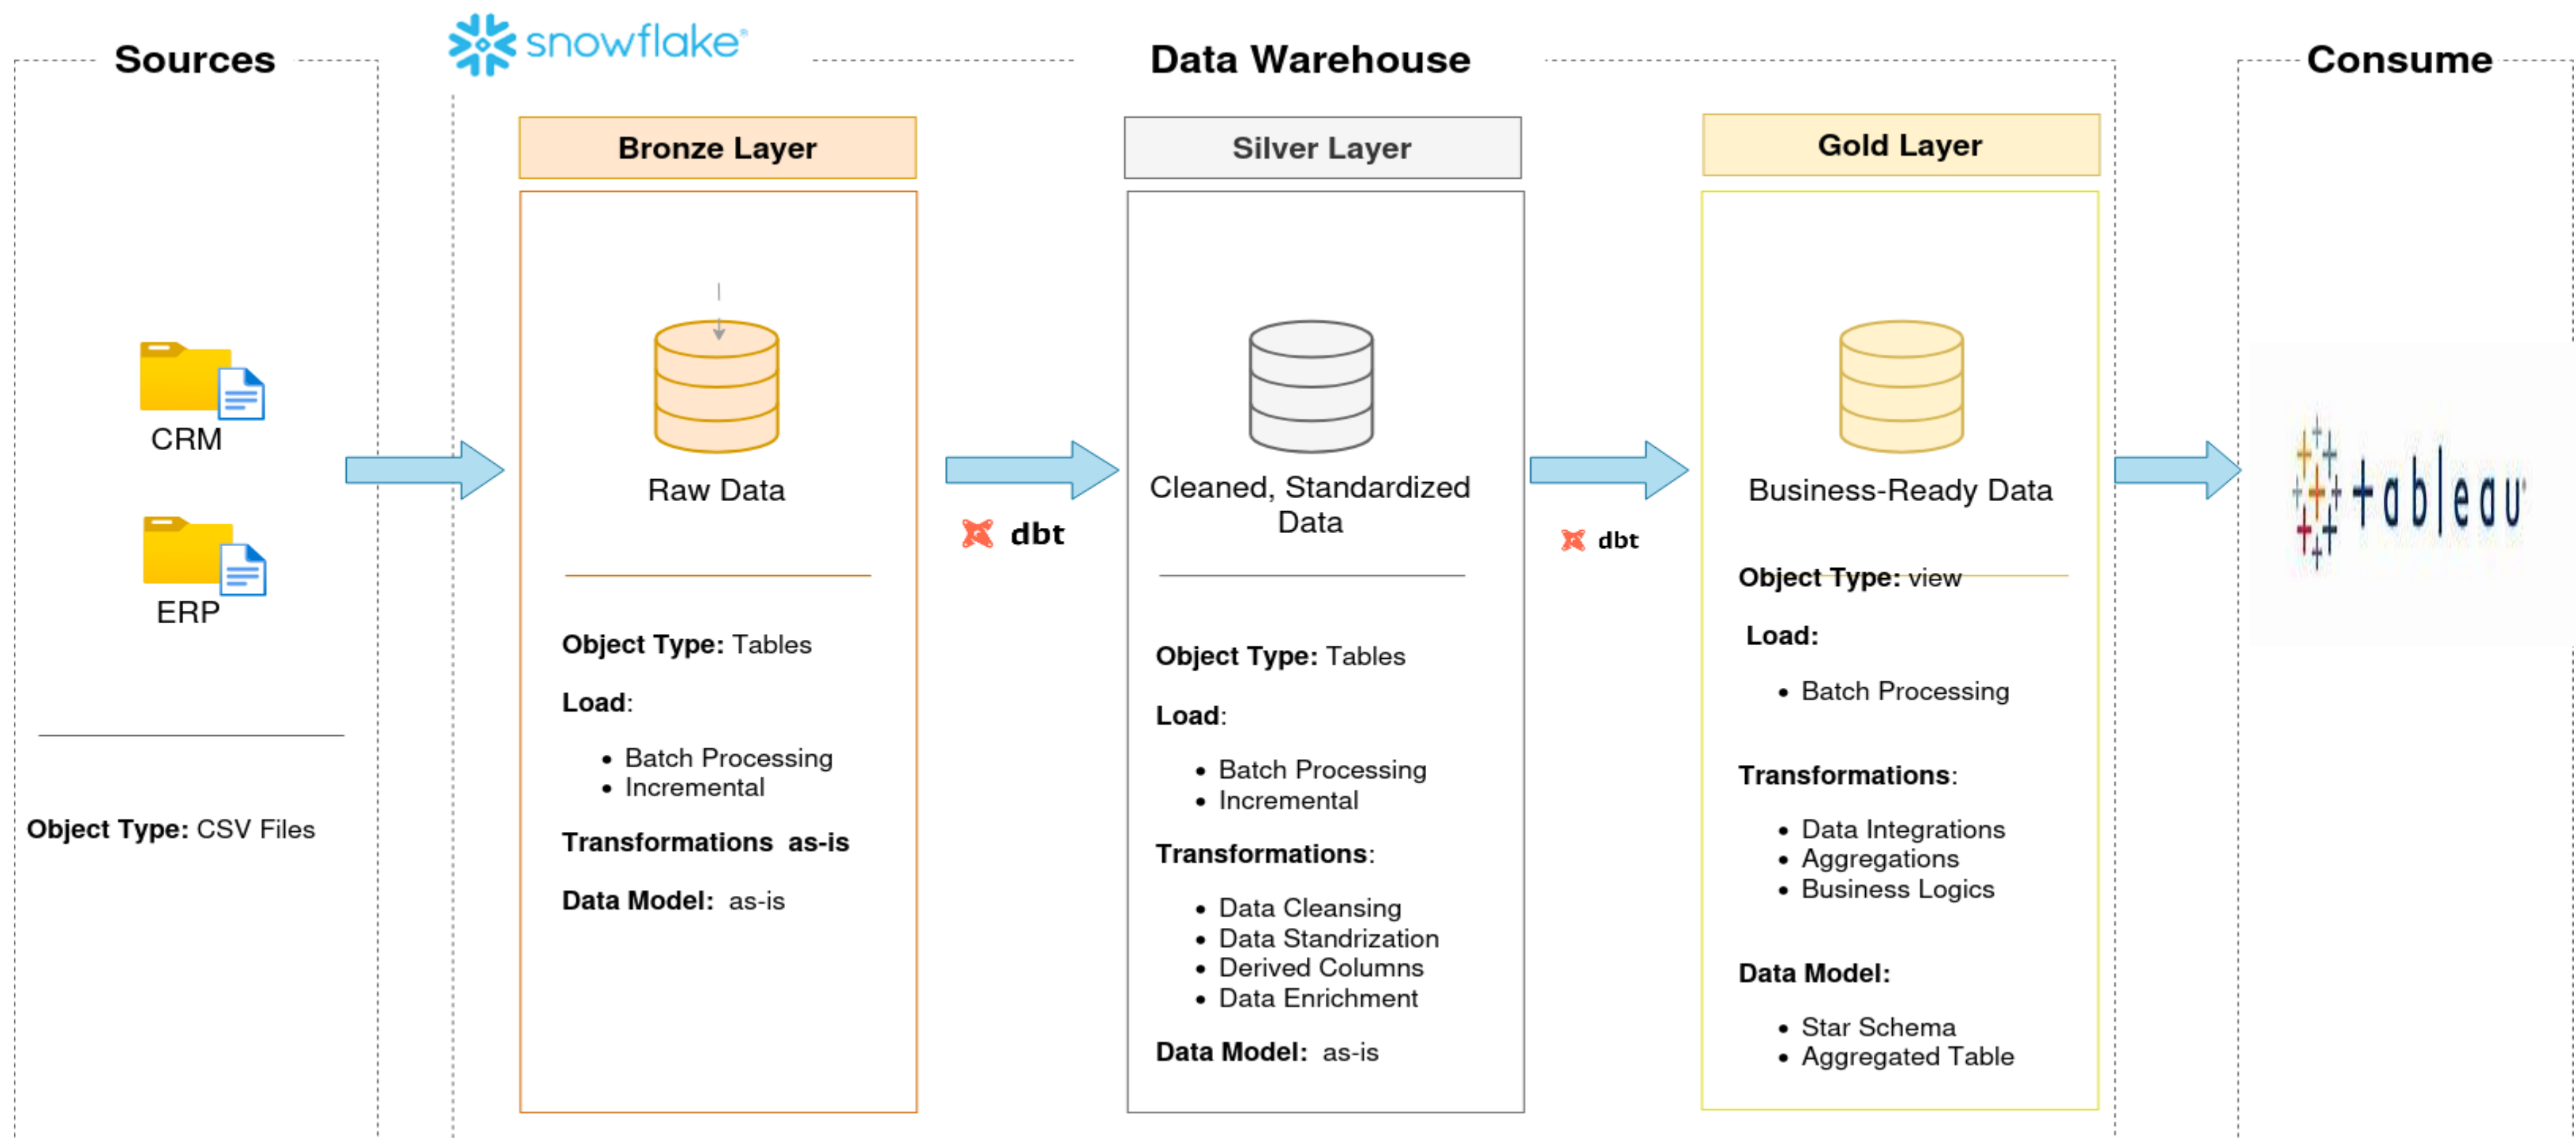 Sources
snowflake®
Data Warehouse
Consume
Bronze Layer
Silver Layer
Gold Layer
CRM
ERP
Object Type: CSV Files
Raw Data
Object Type: Tables
Load:
• Batch Processing
• Incremental
Transformations as-is
Data Model: as-is
dbt
Cleaned, Standardized
Data
Object Type: Tables
Load:
• Batch Processing
• Incremental
Transformations:
• Data Cleansing
• Data Standrization
• Derived Columns
• Data Enrichment
Data Model: as-is
dbt
Business-Ready Data
Object Type: view
Load:
• Batch Processing
Transformations:
• Data Integrations
• Aggregations
• Business Logics
Data Model:
• Star Schema
• Aggregated Table
tableau